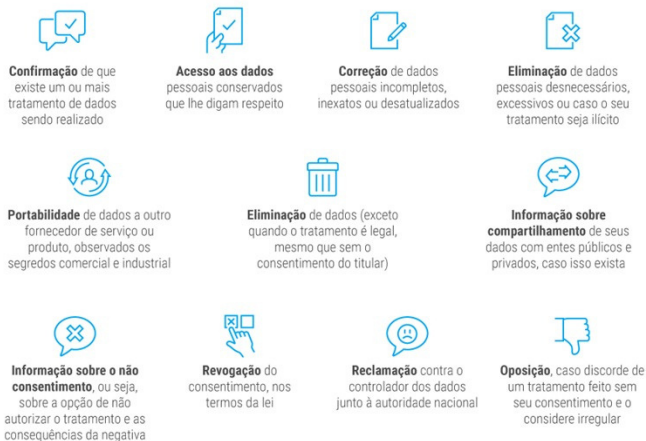 Confirmação de que
existe um ou mais
tratamento de dados
sendo realizado
Acesso aos dados
pessoais conservados
que lhe digam respeito
Correção de dados
pessoais incompletos,
inexatos ou desatualizados
Eliminação de dados
pessoais desnecessários,
excessivos ou caso o seu
tratamento seja ilícito
Portabilidade de dados a outro
fornecedor de serviço ou
produto, observados os
segredos comercial e industrial
Eliminação de dados (exceto
quando o tratamento é legal,
mesmo que sem o
consentimento do titular)
Informação sobre
compartilhamento de seus
dados com entes públicos e
privados, caso isso exista
Informação sobre o não
consentimento, ou seja,
sobre a opção de não
autorizar o tratamento e as
consequências da negativa
Revogação do
consentimento, nos
termos da lei
Reclamação contra o
controlador dos dados
junto à autoridade nacional
Oposição, caso discorde de
um tratamento feito sem
seu consentimento e o
considere irregular